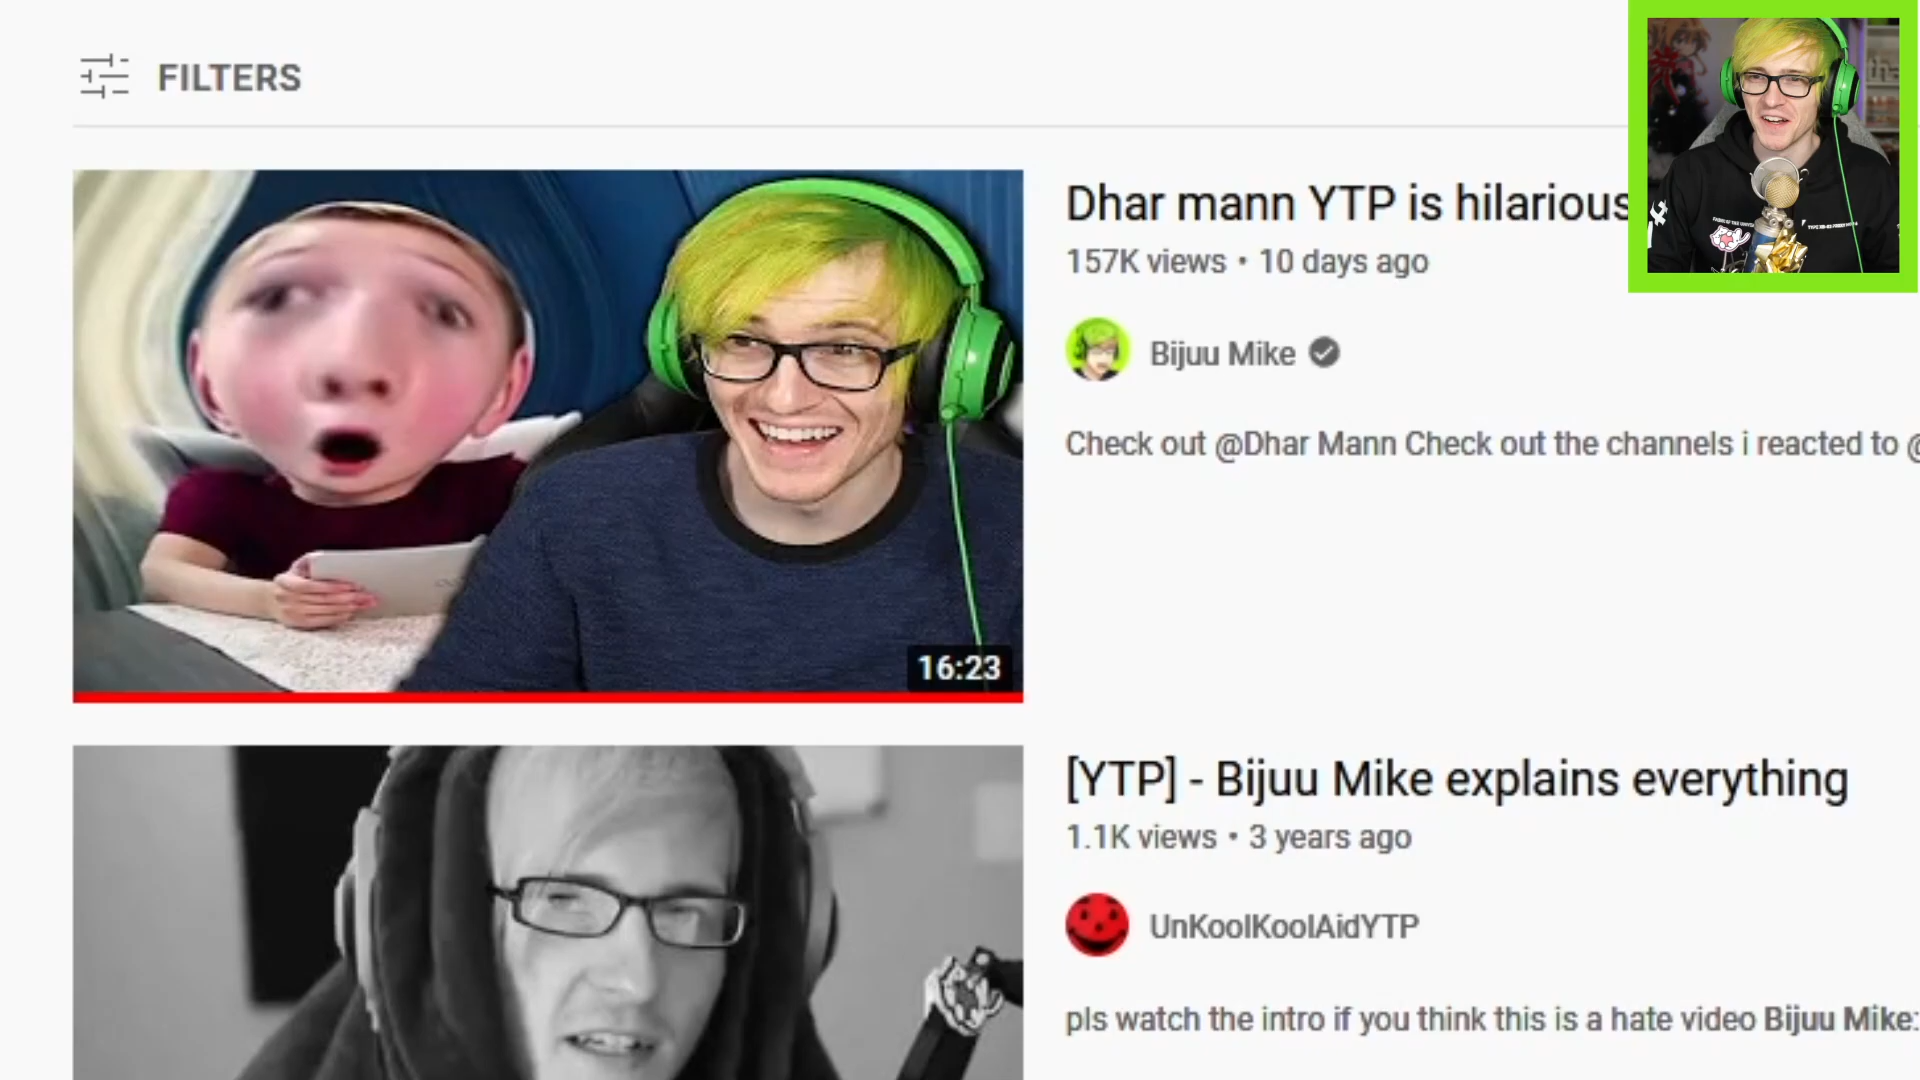 FILTERS
Dhar mann YTP is hilarious
157K views • 10 days ago
Bijuu Mike
Check out @Dhar Mann Check out the channels i reacted to @
16:23
[YTP] - Bijuu Mike explains everything
1.1K views • 3 years ago
UnKoolKoolAidYTP
pls watch the intro if you think this is a hate video Bijuu Mike: